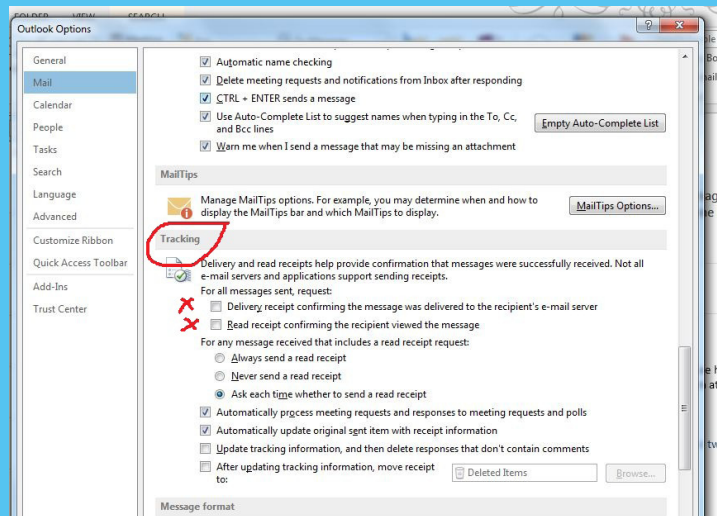 FOLDER VIEW SEARCH
Outlook Options
General
Mail
Calendar
People
Tasks
Search
Language
Advanced
Customize Ribbon
Quick Access Toolbar
Add-Ins
Trust Center
Automatic name checking
Delete meeting requests and notifications from Inbox after responding
CTRL + ENTER sends a message
Use Auto-Complete List to suggest names when typing in the To, Cc,
and Bcc lines
Empty Auto-Complete List
Warn me when I send a message that may be missing an attachment
MailTips
Manage MailTips options. For example, you may determine when and how to
display the MailTips bar and which MailTips to display.
MailTips Options...
Tracking
Delivery and read receipts help provide confirmation that messages were successfully received. Not all
e-mail servers and applications support sending receipts.
For all messages sent, request:
Delivery receipt confirming the message was delivered to the recipient's e-mail server
Read receipt confirming the recipient viewed the message
For any message received that includes a read receipt request:
Always send a read receipt
Never send a read receipt
Ask each time whether to send a read receipt
Automatically process meeting requests and responses to meeting requests and polls
Automatically update original sent item with receipt information
Update tracking information, and then delete responses that don't contain comments
After updating tracking information, move receipt
to:
Deleted Items
Browse...
Message format